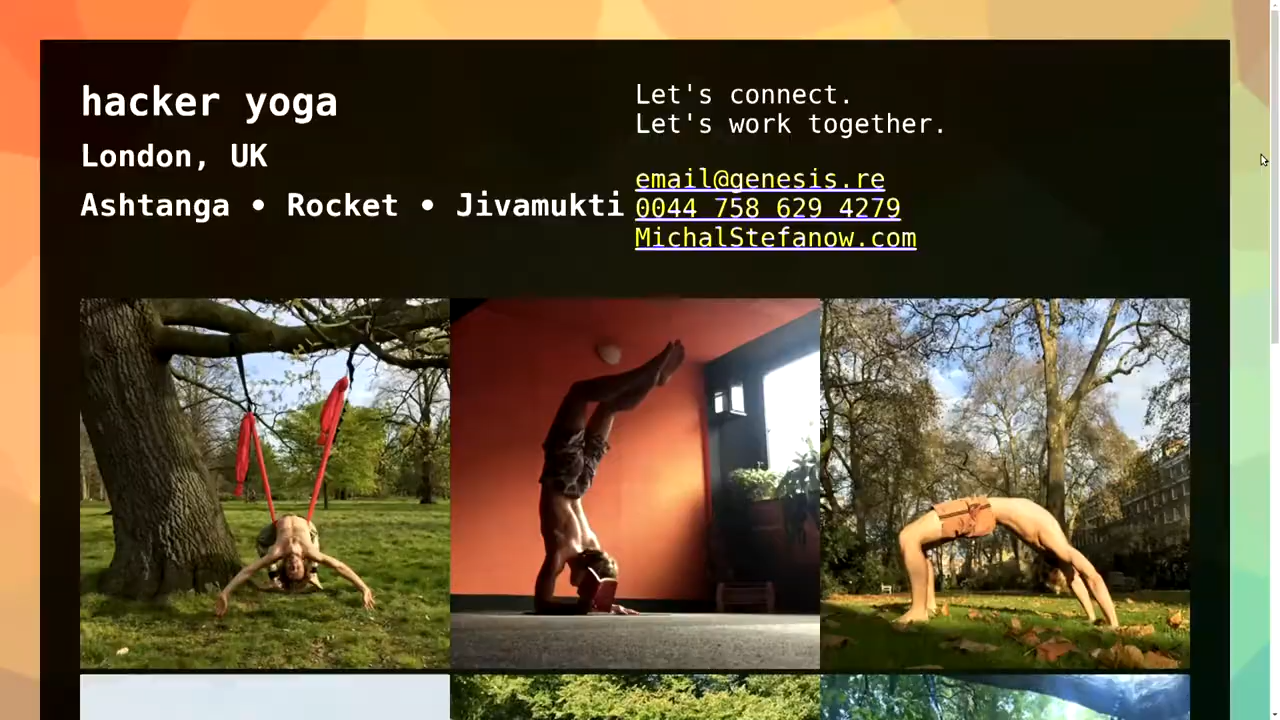 hacker yoga
London, UK
Ashtanga • Rocket • Jivamukti
Let's connect.
Let's work together.
email@genesis.re
0044 758 629 4279
MichalStefanow.com